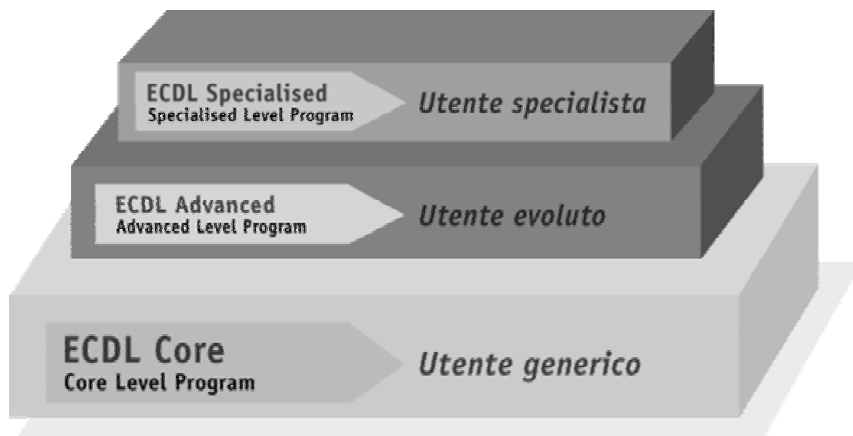 ECDL Specialised
Specialised Level Program
Utente specialista
ECDL Advanced
Advanced Level Program
Utente evoluto
ECDL Core
Core Level Program
Utente generico